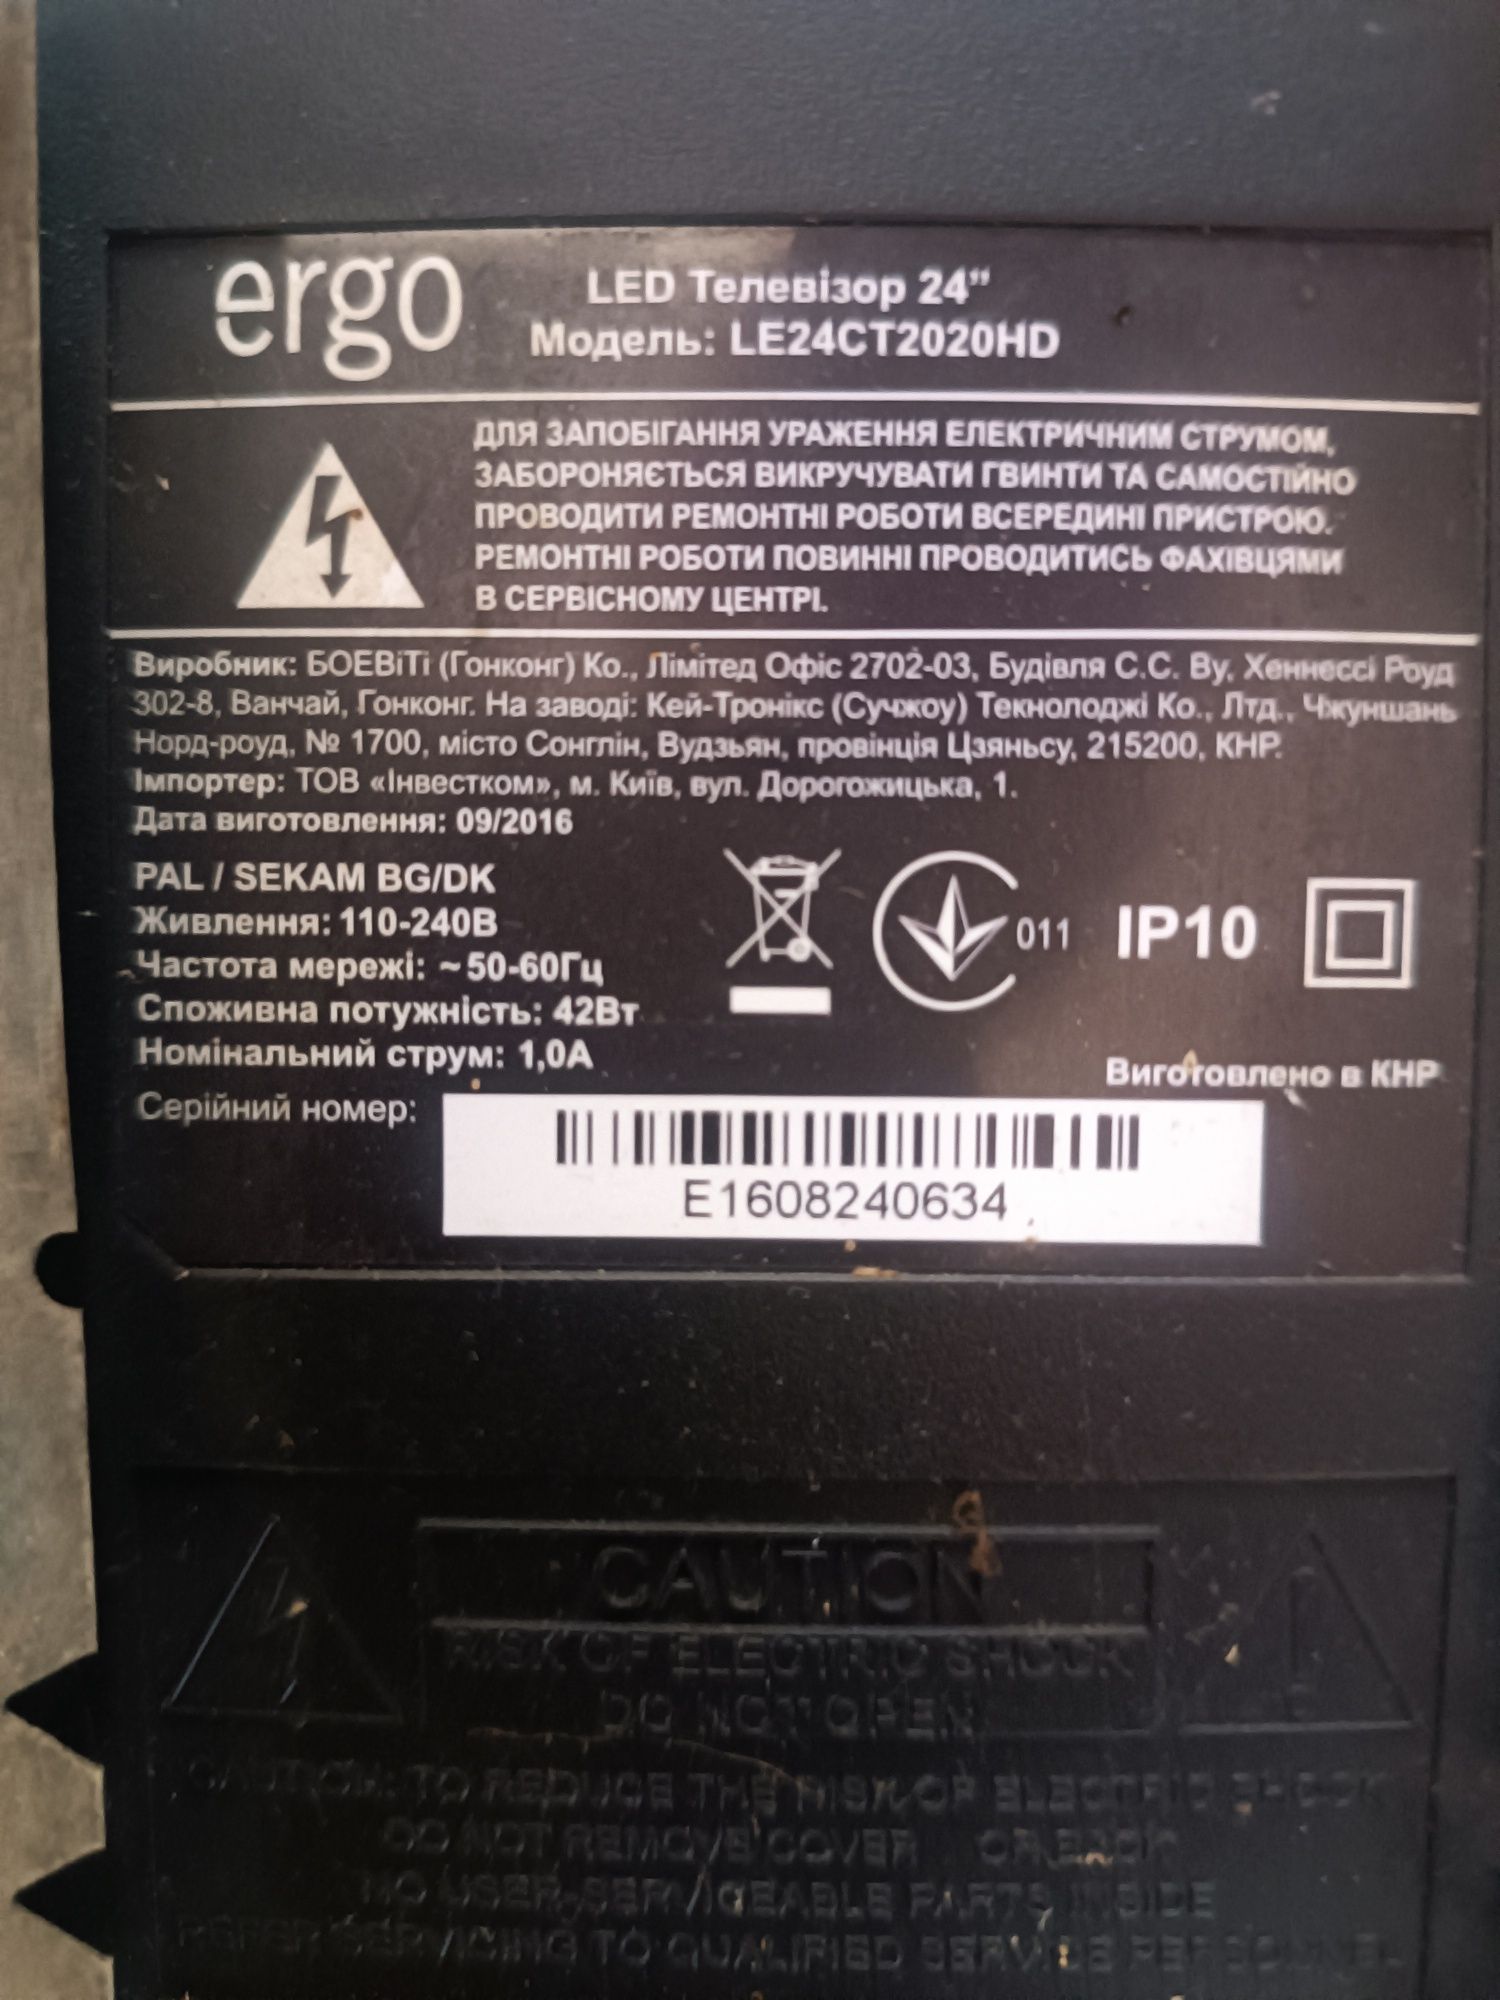 ergo
LED Телевізор 24"
Модель: LE24CT2020HD
ДЛЯ ЗАПОБІГАННЯ УРАЖЕННЯ ЕЛЕКТРИЧНИМ СТРУМОМ,
ЗАБОРОНЯЄТЬСЯ ВИКРУЧУВАТИ ГВИНТИ ТА САМОСТІЙНО
ПРОВОДИТИ РЕМОНТНІ РОБОТИ ВСЕРЕДИНІ ПРИСТРОЮ.
РЕМОНТНІ РОБОТИ ПОВИННІ ПРОВОДИТИСЬ ФАХІВЦЯМИ
В СЕРВІСНОМУ ЦЕНТРІ.
Виробник: БОЕВіТі (Гонконг) Ко., Лімітед Офіс 2702-03, Будівля С.С. Ву, Хеннессі Роуд
302-8, Ванчай, Гонконг. На заводі: Кей-Тронікс (Сучжоу) Текнолоджі Ко., Лтд., Чжуншань
Норд-роуд, № 1700, місто Сонглін, Вудзьян, провінція Цзяньсу, 215200, КНР.
Імпортер: ТОВ «Інвестком», м. Київ, вул. Дорогожицька, 1.
Дата виготовлення: 09/2016
PAL / SEKAM BG/DK
Живлення: 110-240В
Частота мережі: ~50-60Гц
Споживна потужність: 42Вт
Номінальний струм: 1,0А
011
IP10
Виготовлено в КНР
Серійний номер:
E1608240634
CAUTION
RISK OF ELECTRIC SHOCK
DO NOT OPEN
CAUTION: TO REDUCE THE RISK OF ELECTRIC SHOCK
DO NOT REMOVE COVER OR BACK
NO USER-SERVICEABLE PARTS INSIDE
REFER SERVICING TO QUALIFIED SERVICE PERSONNEL